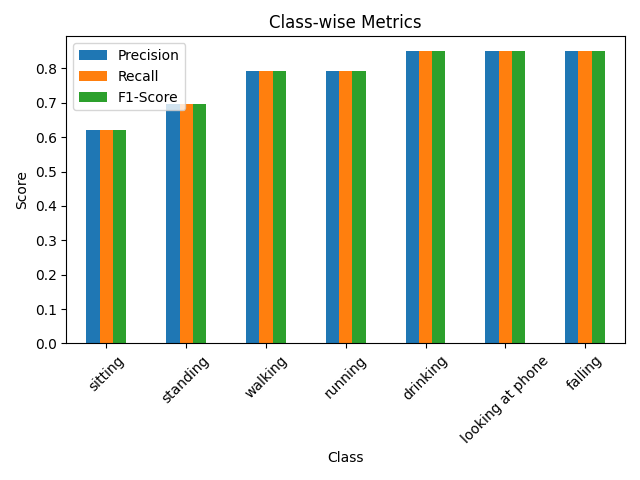 Class-wise Metrics
Precision
Recall
F1-Score
Score
0.8
0.7
0.6
0.5
0.4
0.3
0.2
0.1
0.0
sitting
standing
walking
running
drinking
looking at phone
falling
Class